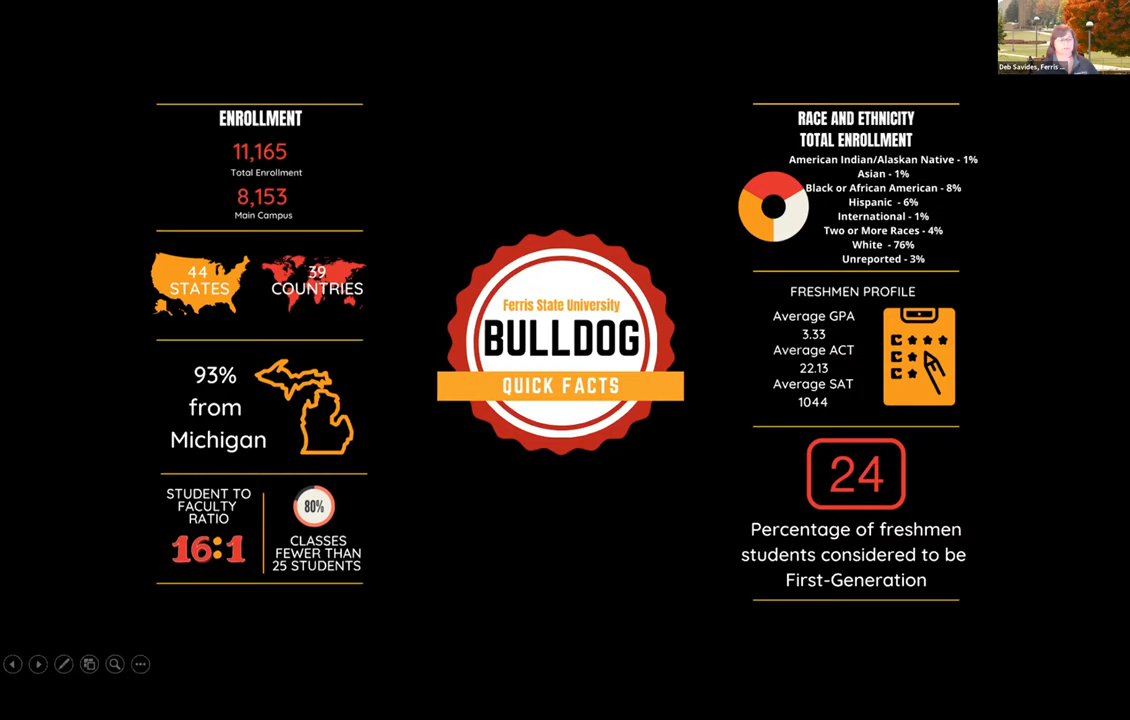 Deb Savides, Ferris ...
ENROLLMENT
11,165
Total Enrollment
8,153
Main Campus
44
STATES
39
COUNTRIES
93%
from
Michigan
STUDENT TO
FACULTY
RATIO
16:1
80%
CLASSES
FEWER THAN
25 STUDENTS
Ferris State University
BULLDOG
QUICK FACTS
RACE AND ETHNICITY
TOTAL ENROLLMENT
American Indian/Alaskan Native - 1%
Asian - 1%
Black or African American - 8%
Hispanic - 6%
International - 1%
Two or More Races - 4%
White - 76%
Unreported - 3%
FRESHMEN PROFILE
Average GPA
3.33
Average ACT
22.13
Average SAT
1044
24
Percentage of freshmen
students considered to be
First-Generation